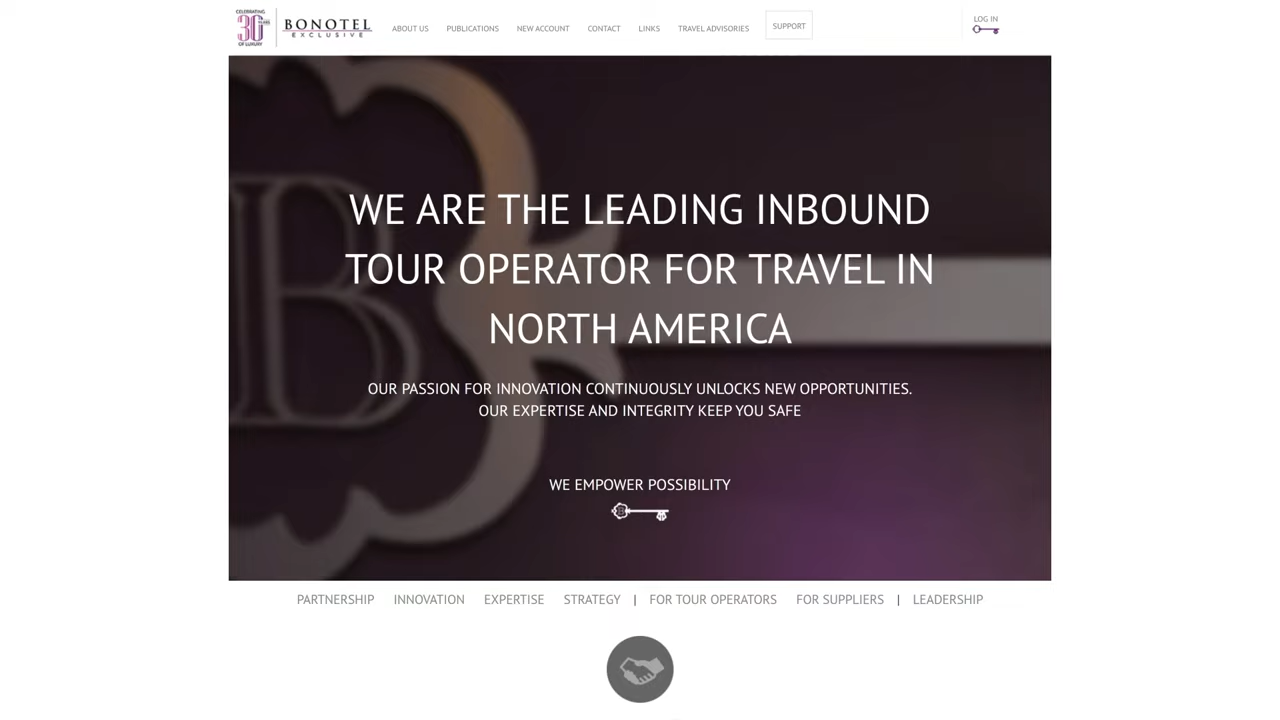 CELEBRATING
30
YEARS
OF LUXURY
BONOTEL
EXCLUSIVE
ABOUT US
PUBLICATIONS
NEW ACCOUNT
CONTACT
LINKS
TRAVEL ADVISORIES
SUPPORT
LOG IN
WE ARE THE LEADING INBOUND
TOUR OPERATOR FOR TRAVEL IN
NORTH AMERICA
OUR PASSION FOR INNOVATION CONTINUOUSLY UNLOCKS NEW OPPORTUNITIES.
OUR EXPERTISE AND INTEGRITY KEEP YOU SAFE
WE EMPOWER POSSIBILITY
PARTNERSHIP INNOVATION EXPERTISE STRATEGY | FOR TOUR OPERATORS FOR SUPPLIERS | LEADERSHIP